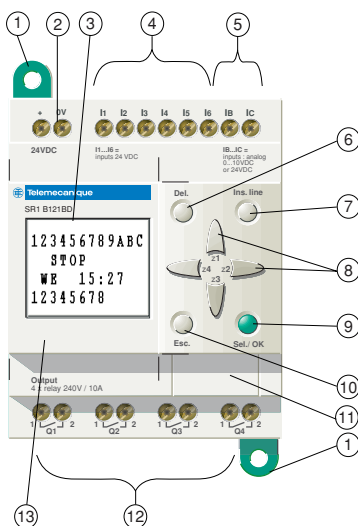 1 2 3 4 5
+ 0V I1 I2 I3 I4 I5 I6 IB IC
24VDC
I1...I6 =
inputs 24 VDC
IB...IC =
inputs : analog
0...10VDC
or 24VDC
6
Telemecanique
SR1 B121BD
Del. Ins. line
7
123456789ABC
STOP
WE 15:27
12345678
z1
z4 z2
z3
8
9
Esc. Sel./ OK
10
Output
4 x relay 240V / 10A
11
1 2 1 2 1 2 1 2
Q1 Q2 Q3 Q4
1
13 12